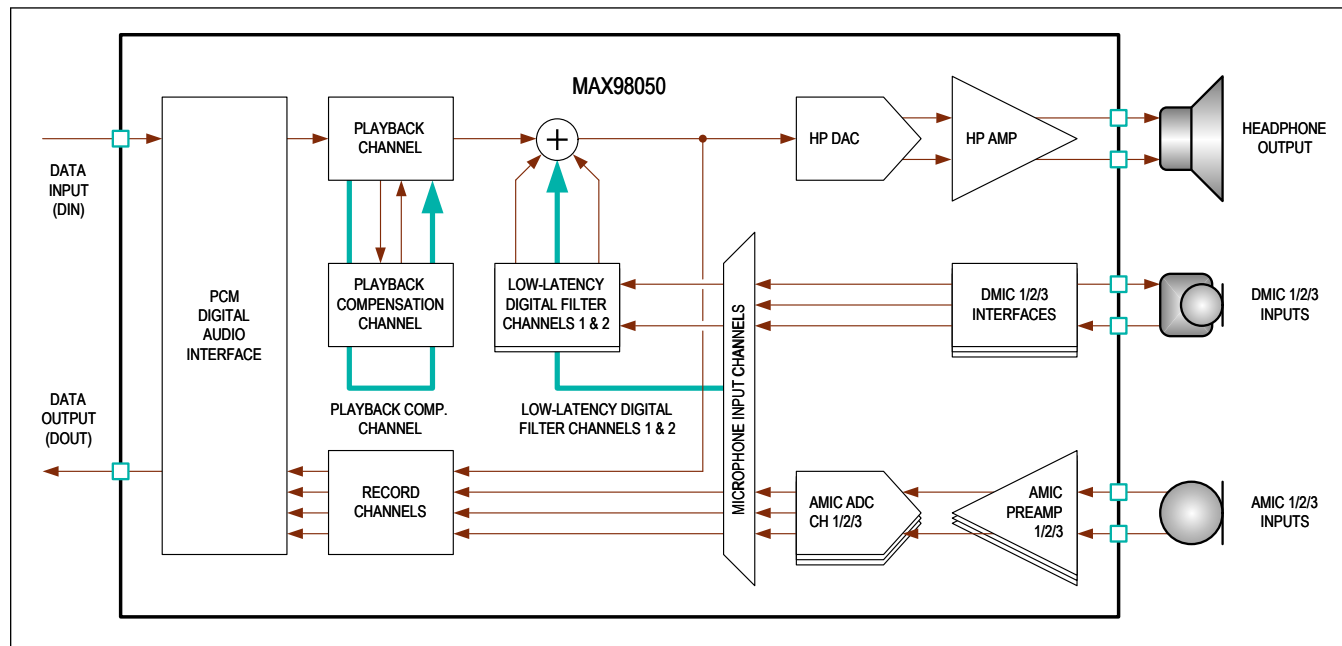 MAX98050
DATA
INPUT
(DIN)
PCM
DIGITAL
AUDIO
INTERFACE
DATA
OUTPUT
(DOUT)
PLAYBACK
CHANNEL
PLAYBACK
COMPENSATION
CHANNEL
PLAYBACK COMP.
CHANNEL
RECORD
CHANNELS
+
LOW-LATENCY
DIGITAL FILTER
CHANNELS 1 & 2
LOW-LATENCY DIGITAL
FILTER CHANNELS 1 & 2
MICROPHONE INPUT CHANNELS
HP DAC
HP AMP
HEADPHONE
OUTPUT
DMIC 1/2/3
INTERFACES
DMIC 1/2/3
INPUTS
AMIC ADC
CH 1/2/3
AMIC
PREAMP
1/2/3
AMIC 1/2/3
INPUTS